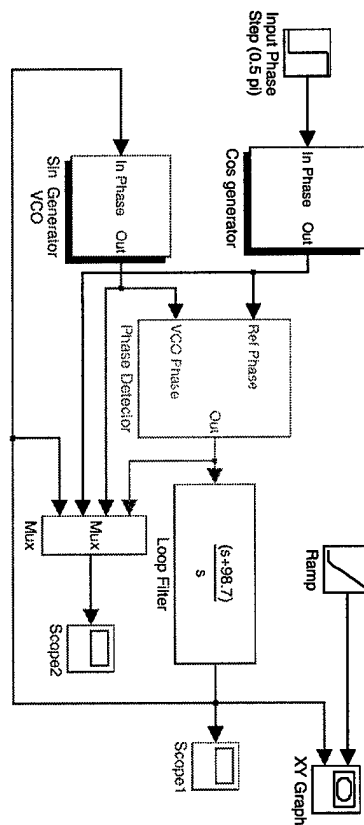 Input Phase
Step (0.5 pi)
In Phase
Out
Cos generator
In Phase
Out
Sin Generator
VCO
Ref Phase
VCO Phase
Out
Phase Detector
(s+98.7)
s
Loop Filter
Mux
Mux
Scope2
Scope1
Ramp
XY Graph